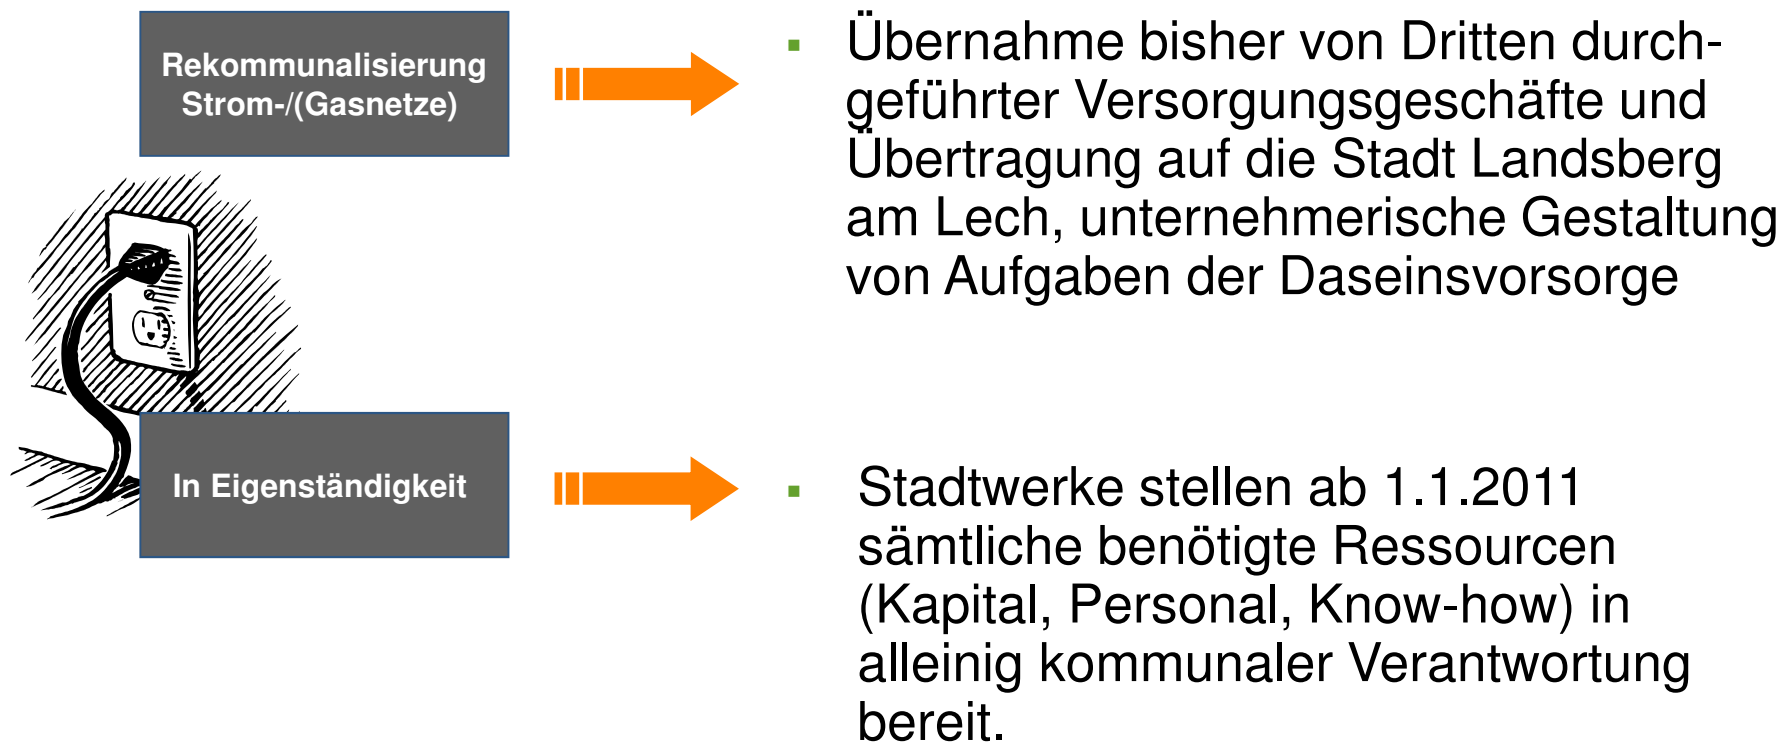 Rekommunalisierung
Strom-/(Gasnetze)
▪ Übernahme bisher von Dritten durch-
geführter Versorgungsgeschäfte und
Übertragung auf die Stadt Landsberg
am Lech, unternehmerische Gestaltung
von Aufgaben der Daseinsvorsorge
In Eigenständigkeit
▪ Stadtwerke stellen ab 1.1.2011
sämtliche benötigte Ressourcen
(Kapital, Personal, Know-how) in
alleinig kommunaler Verantwortung
bereit.